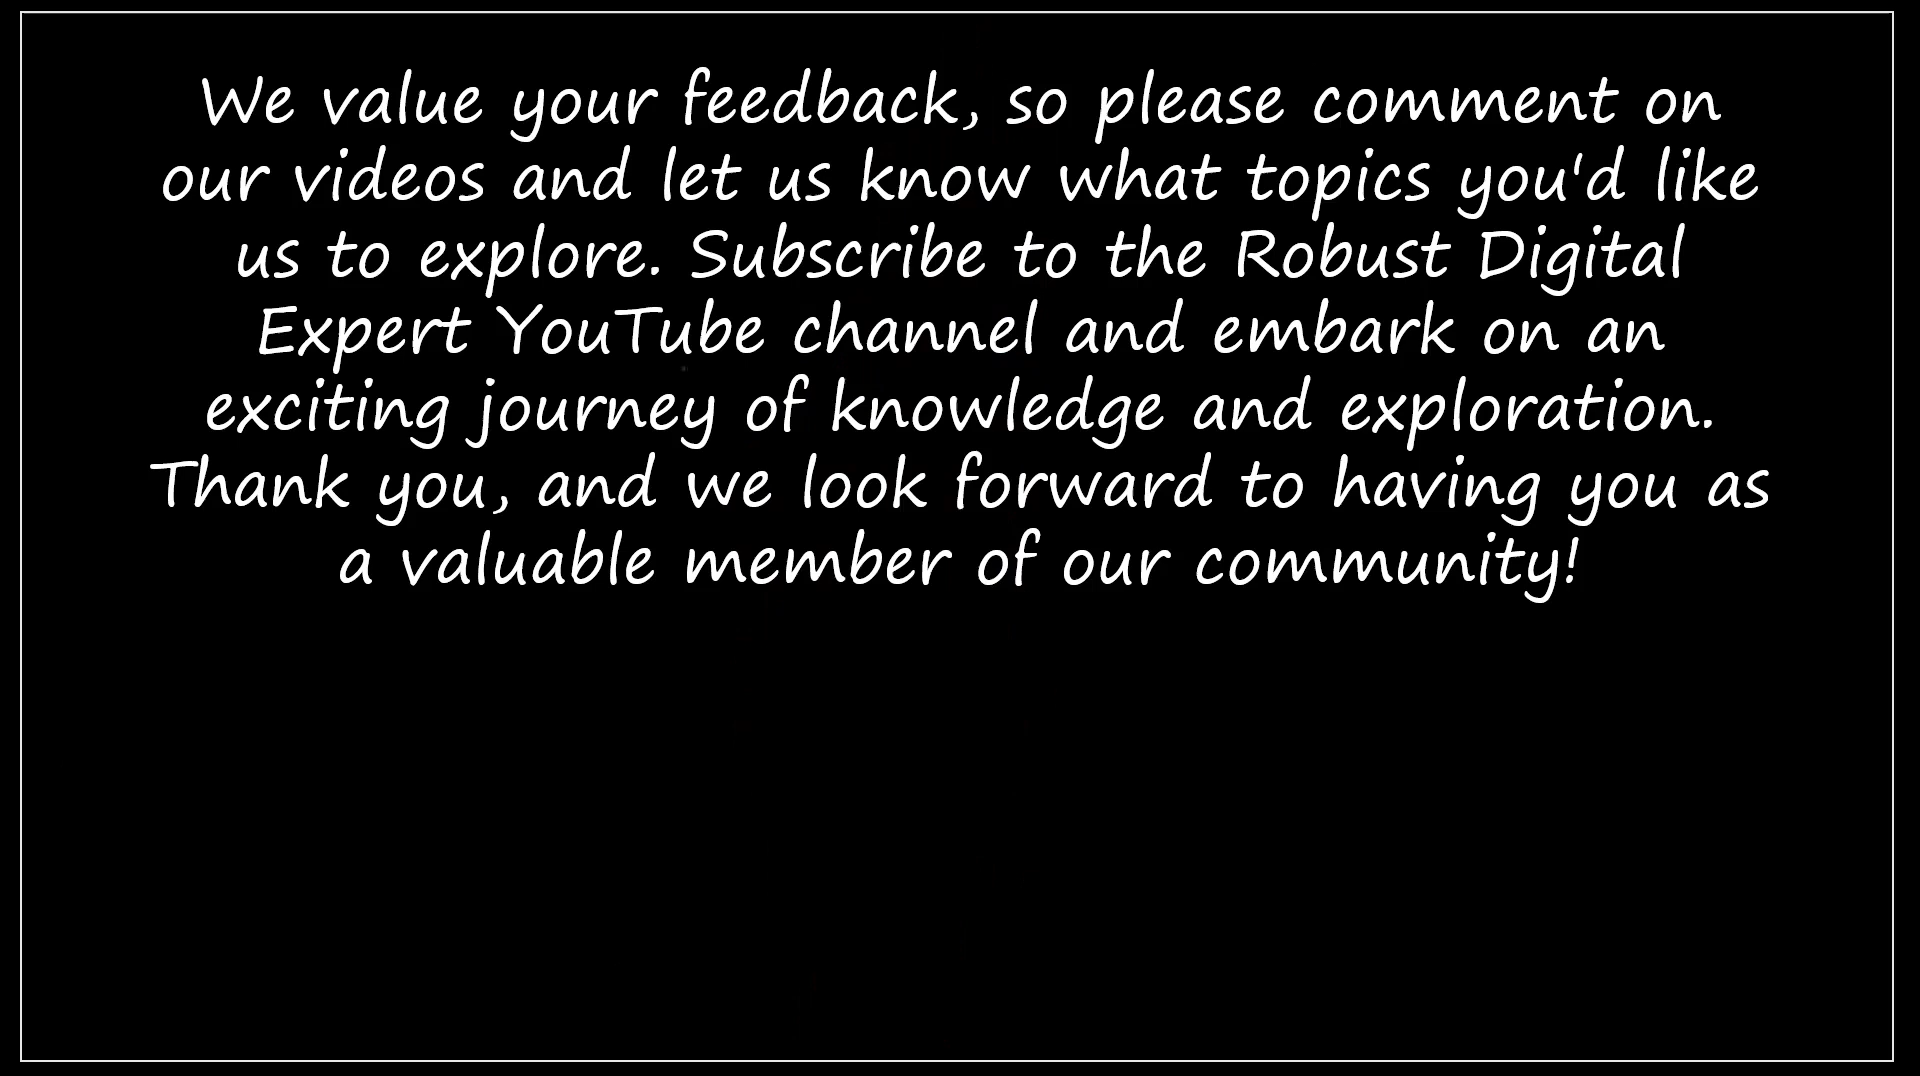 We value your feedback, so please comment on
our videos and let us know what topics you'd like
us to explore. Subscribe to the Robust Digital
Expert YouTube channel and embark on an
exciting journey of knowledge and exploration.
Thank you, and we look forward to having you as
a valuable member of our community!